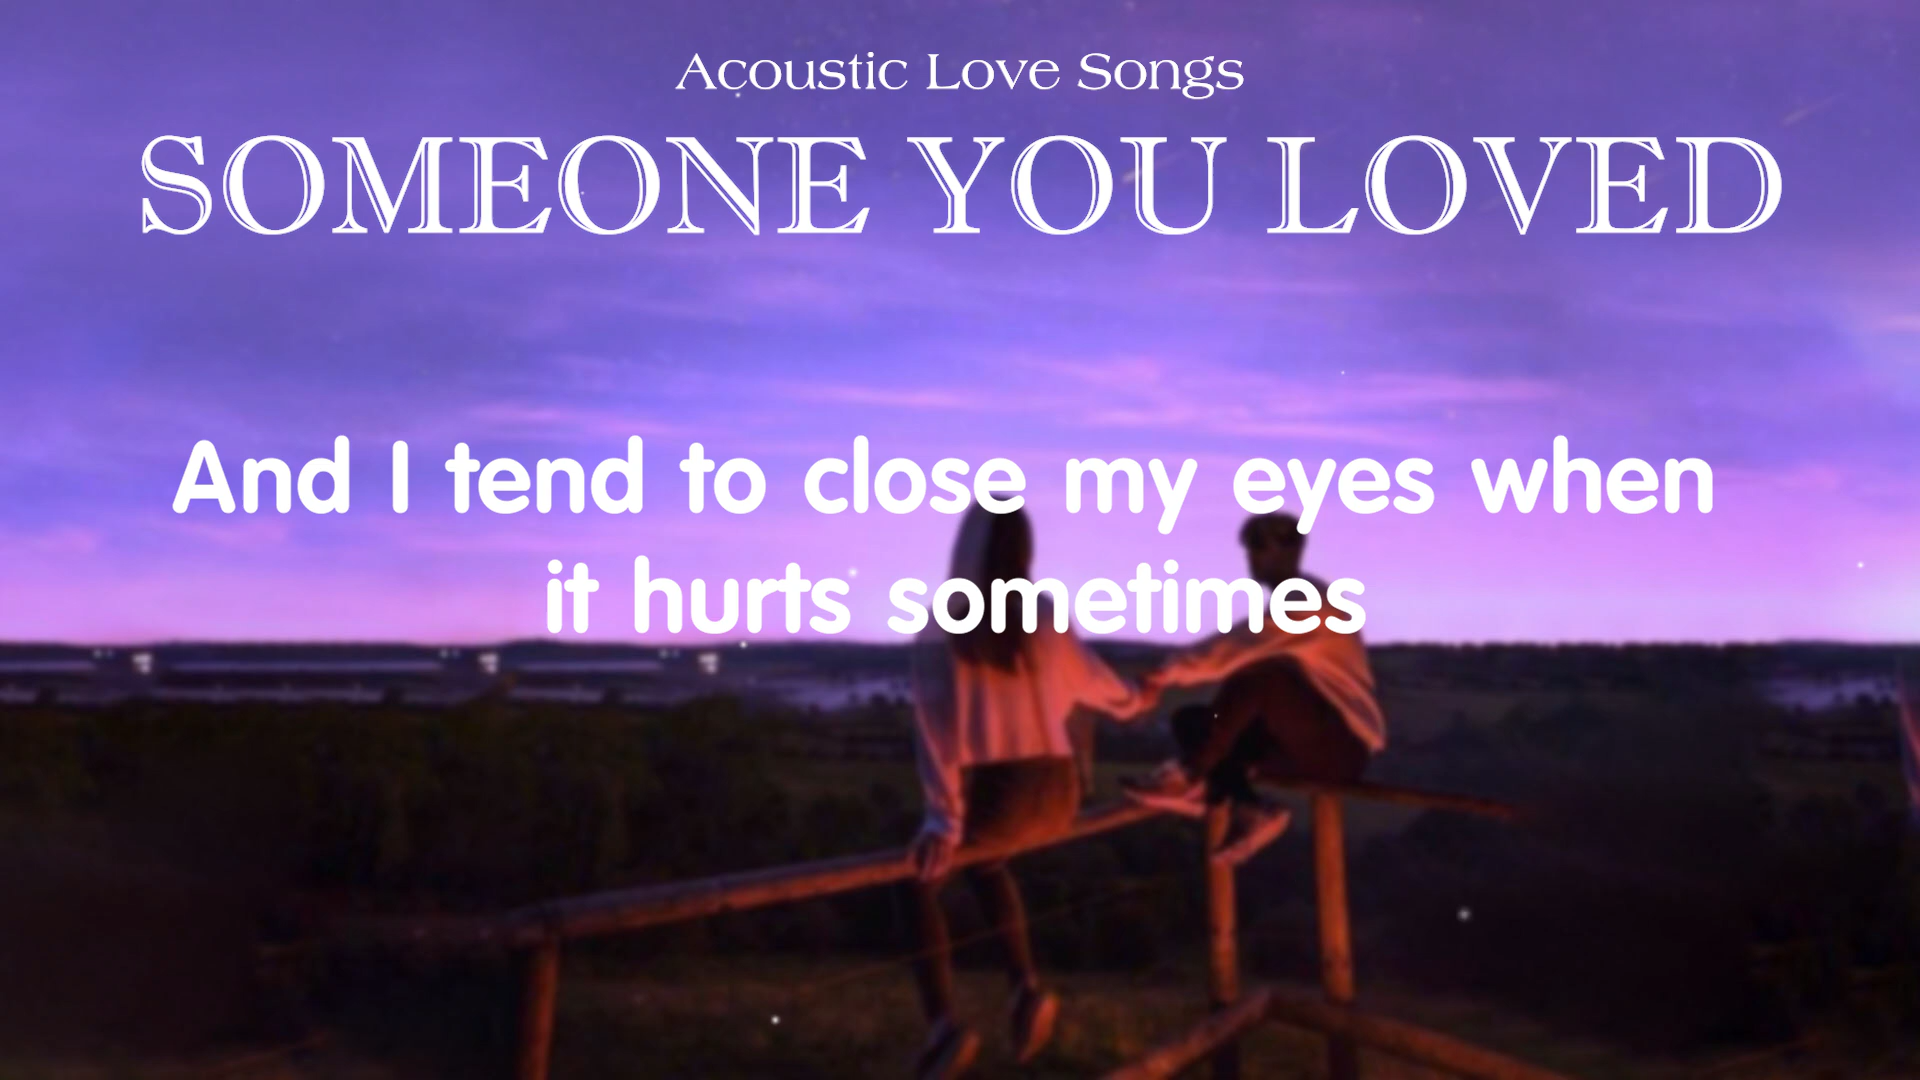 Acoustic Love Songs
SOMEONE YOU LOVED
And I tend to close my eyes when
it hurts sometimes